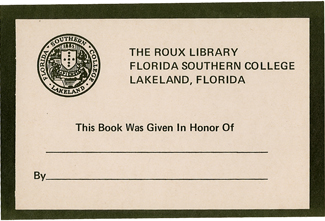 FLORIDA SOUTHERN COLLEGE
1885
LAKELAND
THE ROUX LIBRARY
FLORIDA SOUTHERN COLLEGE
LAKELAND, FLORIDA
This Book Was Given In Honor Of
By